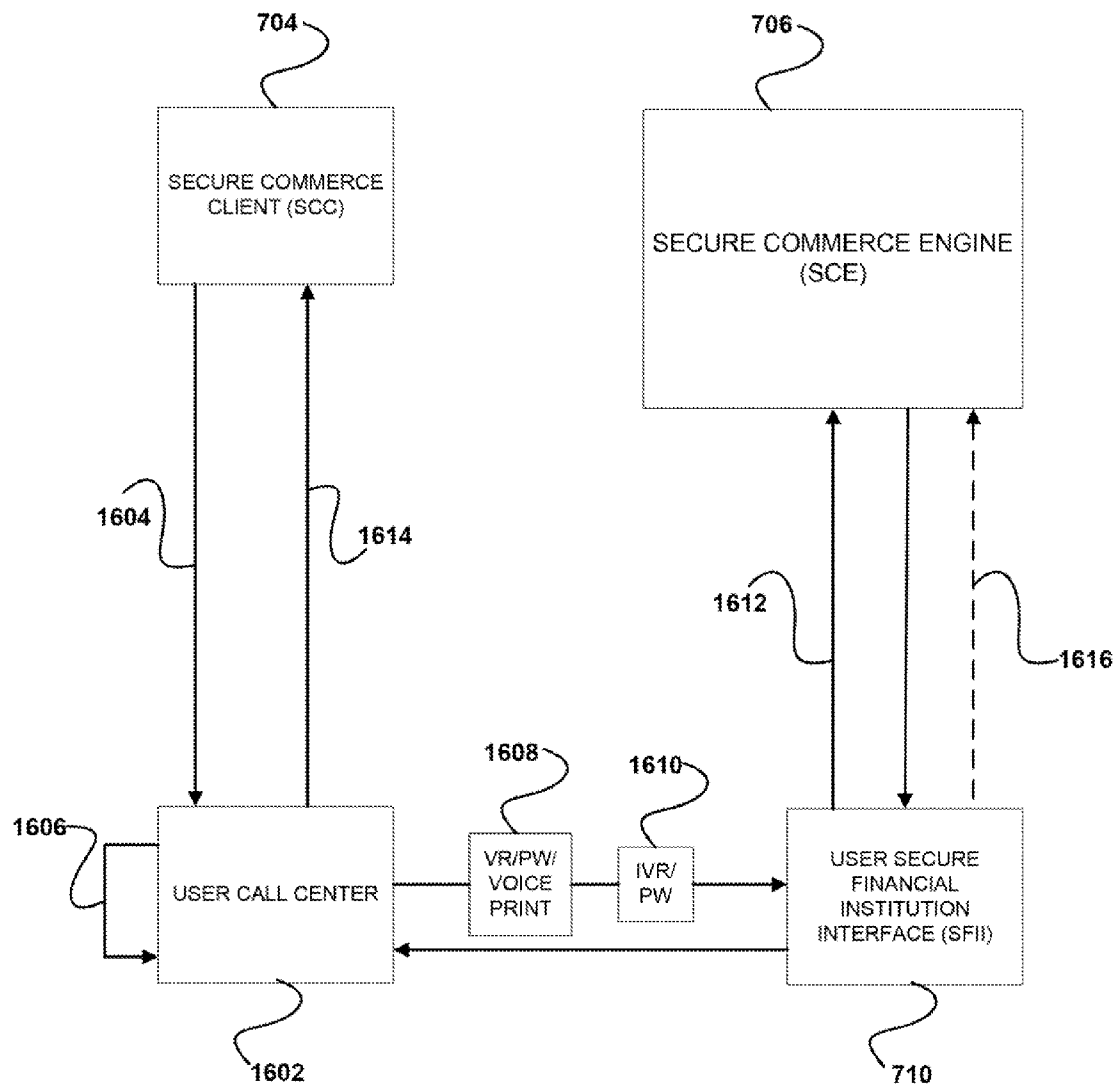 704
706
SECURE COMMERCE
CLIENT (SCC)
SECURE COMMERCE ENGINE
(SCE)
1604
1614
1612
1616
1608
1610
1606
USER CALL CENTER
VR/PW/
VOICE
PRINT
IVR/
PW
USER SECURE
FINANCIAL
INSTITUTION
INTERFACE (SFII)
1602
710